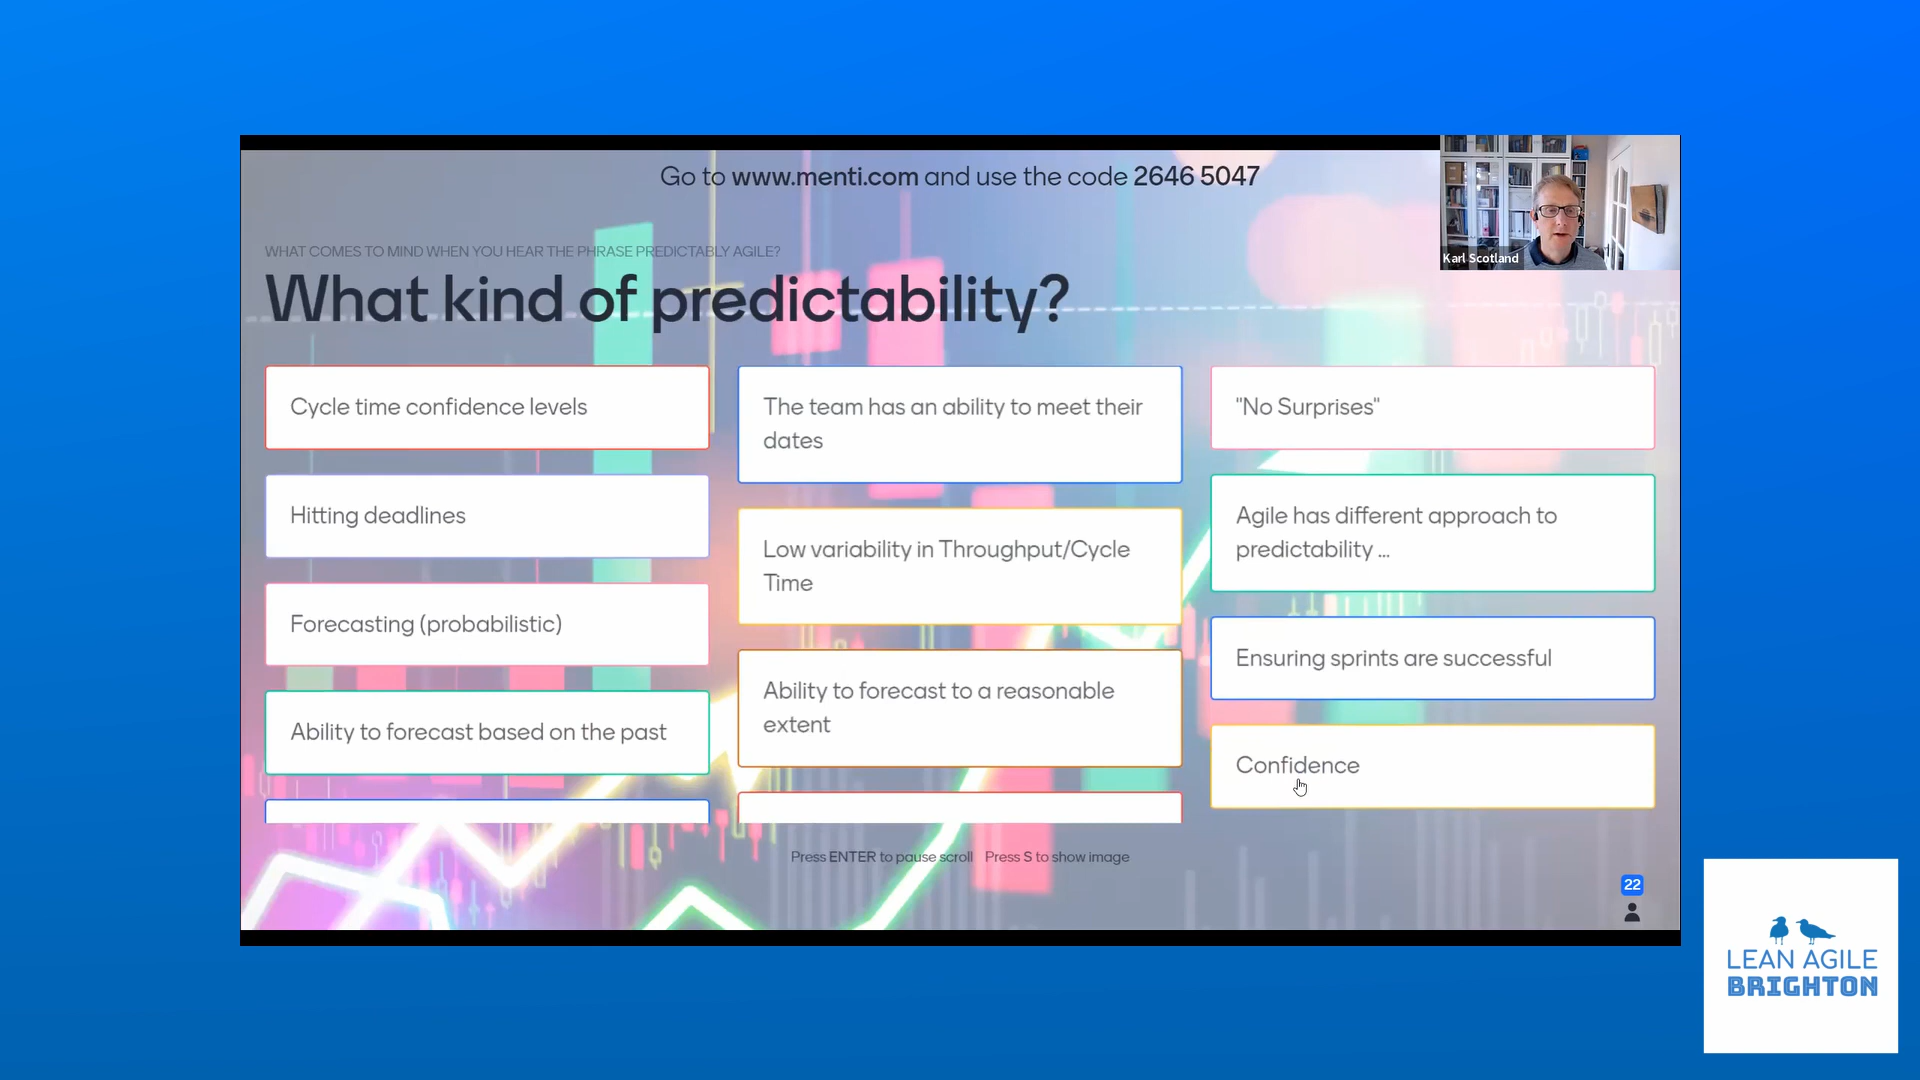 Go to www.menti.com and use the code 2646 5047
Karl Scotland
WHAT COMES TO MIND WHEN YOU HEAR THE PHRASE PREDICTABLY AGILE?
What kind of predictability?
Cycle time confidence levels
Hitting deadlines
Forecasting (probabilistic)
Ability to forecast based on the past
The team has an ability to meet their
dates
Low variability in Throughput/Cycle
Time
Ability to forecast to a reasonable
extent
"No Surprises"
Agile has different approach to
predictability ...
Ensuring sprints are successful
Confidence
Press ENTER to pause scroll Press S to show image
22
LEAN AGILE
BRIGHTON